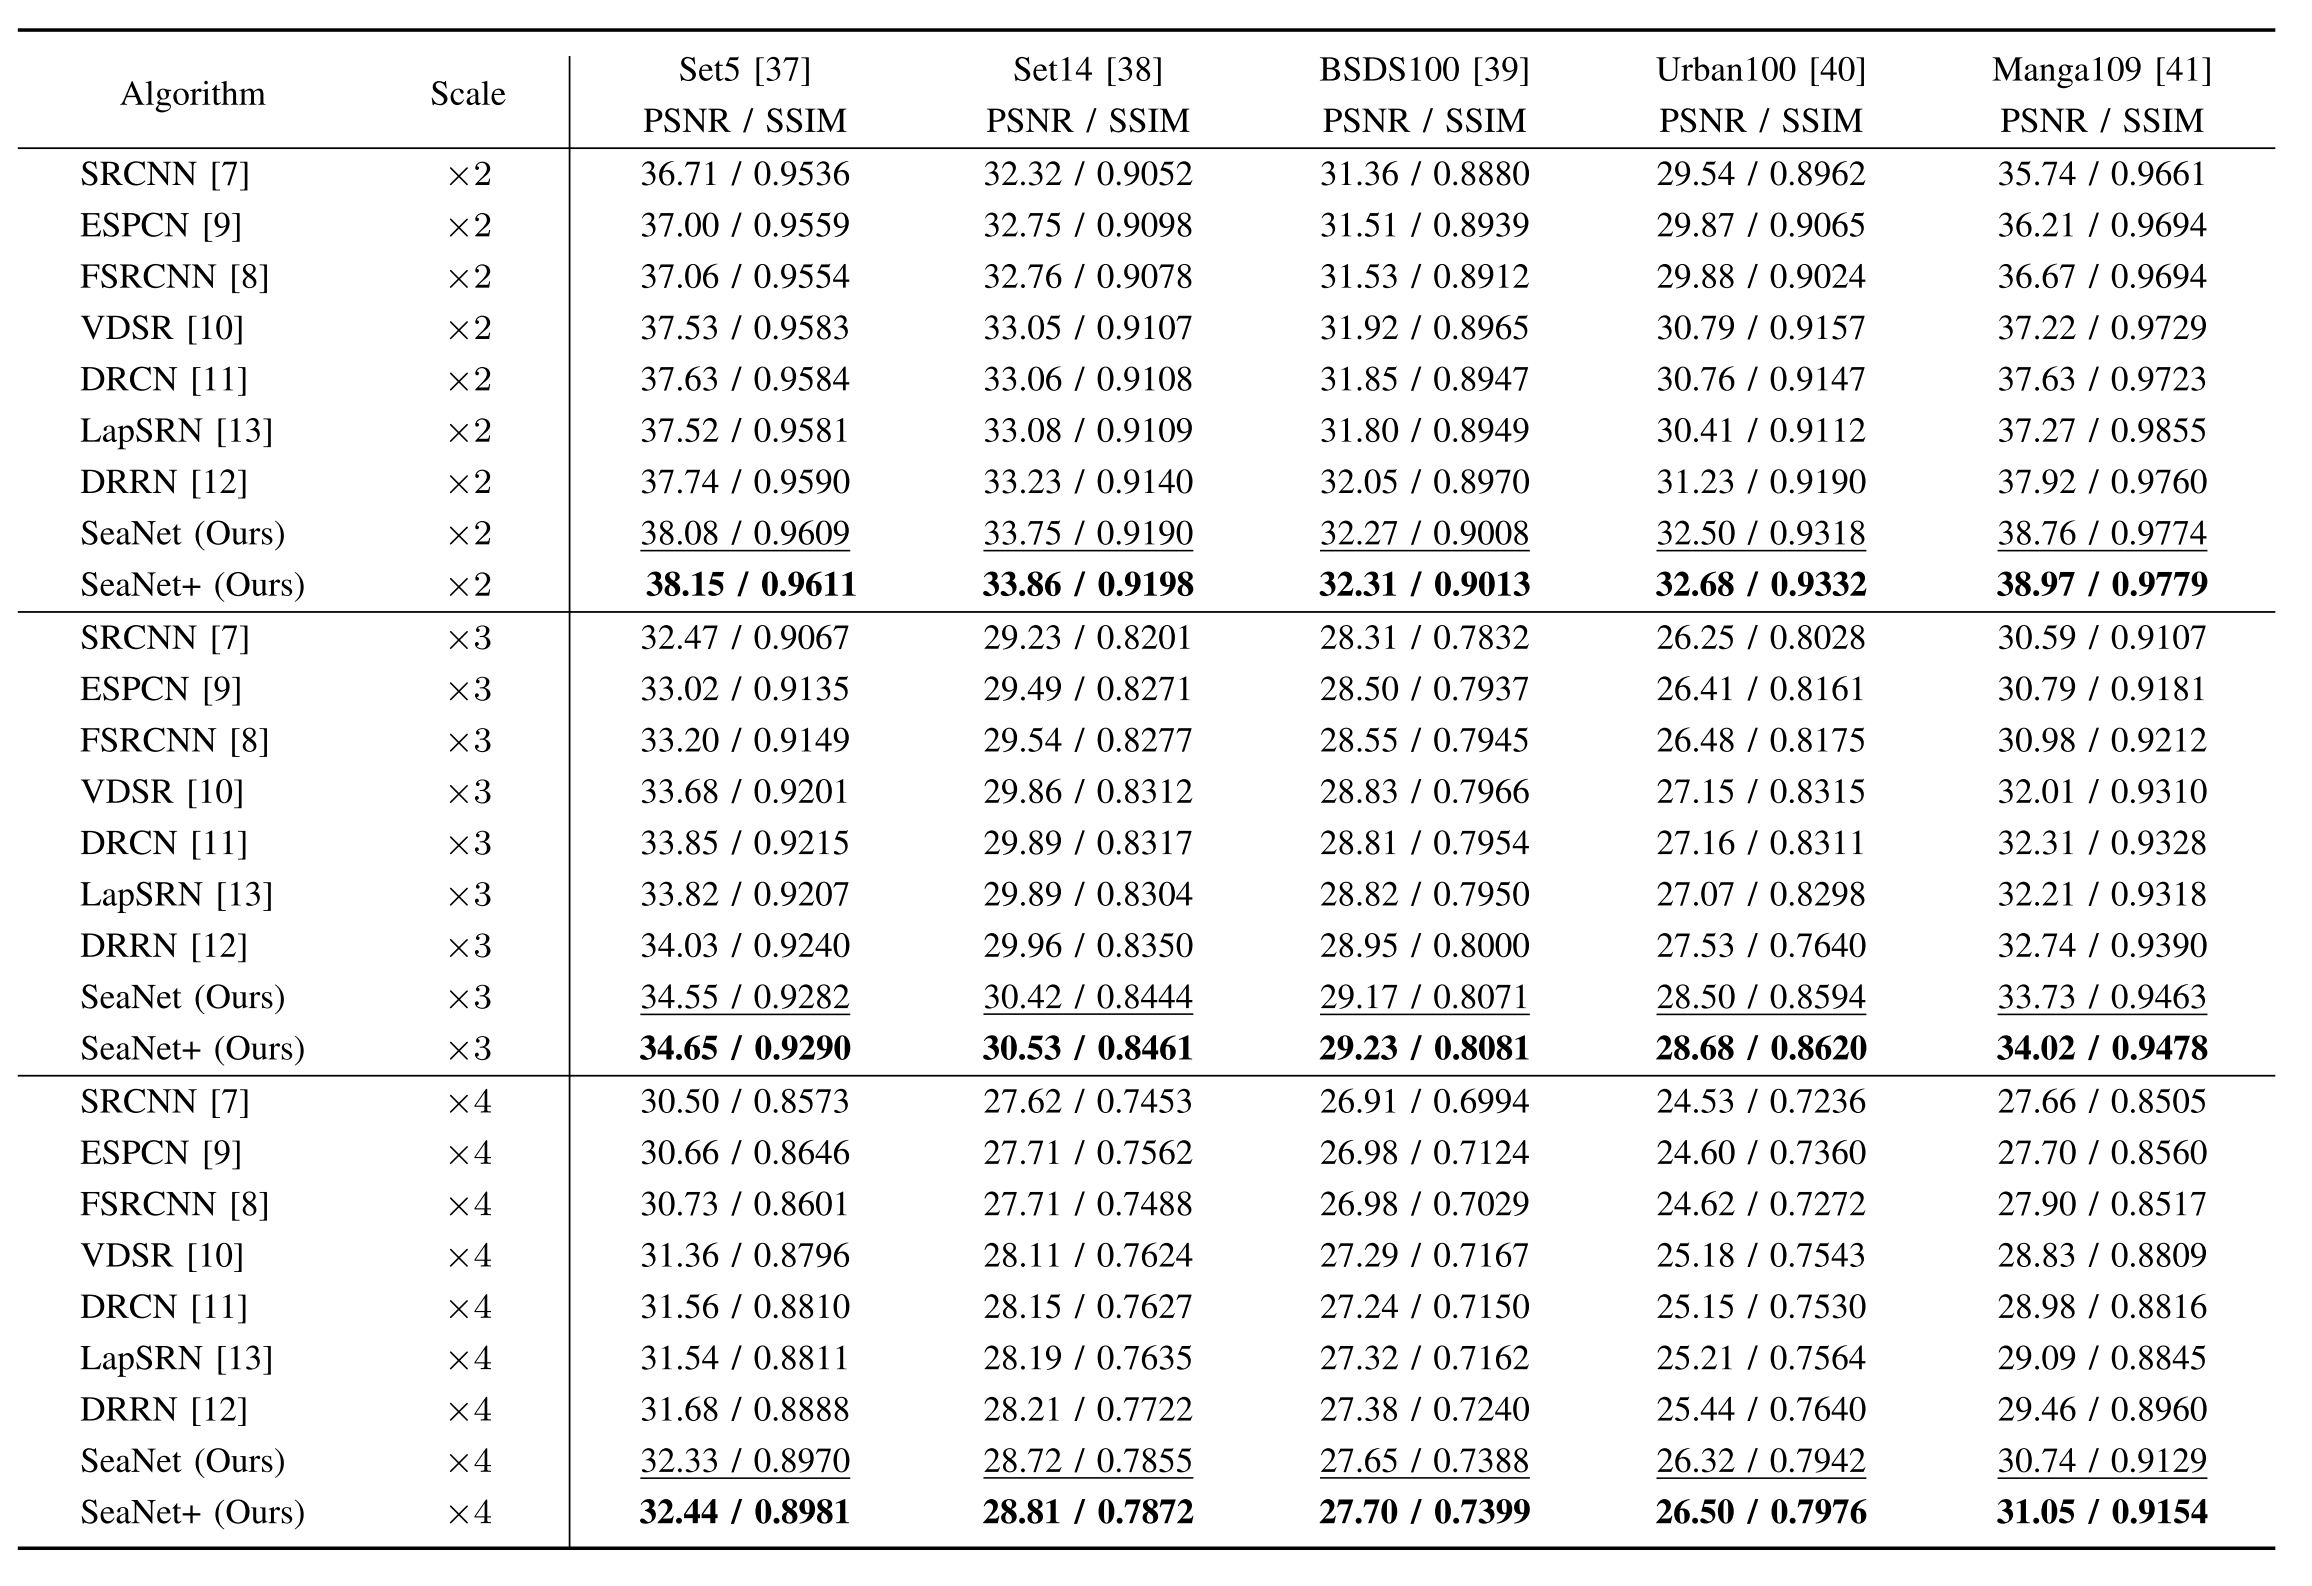 Algorithm Scale Set5 [37] Set14 [38] BSDS100 [39] Urban100 [40] Manga109 [41]
PSNR / SSIM PSNR / SSIM PSNR / SSIM PSNR / SSIM PSNR / SSIM
SRCNN [7] ×2 36.71 / 0.9536 32.32 / 0.9052 31.36 / 0.8880 29.54 / 0.8962 35.74 / 0.9661
ESPCN [9] ×2 37.00 / 0.9559 32.75 / 0.9098 31.51 / 0.8939 29.87 / 0.9065 36.21 / 0.9694
FSRCNN [8] ×2 37.06 / 0.9554 32.76 / 0.9078 31.53 / 0.8912 29.88 / 0.9024 36.67 / 0.9694
VDSR [10] ×2 37.53 / 0.9583 33.05 / 0.9107 31.92 / 0.8965 30.79 / 0.9157 37.22 / 0.9729
DRCN [11] ×2 37.63 / 0.9584 33.06 / 0.9108 31.85 / 0.8947 30.76 / 0.9147 37.63 / 0.9723
LapSRN [13] ×2 37.52 / 0.9581 33.08 / 0.9109 31.80 / 0.8949 30.41 / 0.9112 37.27 / 0.9855
DRRN [12] ×2 37.74 / 0.9590 33.23 / 0.9140 32.05 / 0.8970 31.23 / 0.9190 37.92 / 0.9760
SeaNet (Ours) ×2 38.08 / 0.9609 33.75 / 0.9190 32.27 / 0.9008 32.50 / 0.9318 38.76 / 0.9774
SeaNet+ (Ours) ×2 38.15 / 0.9611 33.86 / 0.9198 32.31 / 0.9013 32.68 / 0.9332 38.97 / 0.9779
SRCNN [7] ×3 32.47 / 0.9067 29.23 / 0.8201 28.31 / 0.7832 26.25 / 0.8028 30.59 / 0.9107
ESPCN [9] ×3 33.02 / 0.9135 29.49 / 0.8271 28.50 / 0.7937 26.41 / 0.8161 30.79 / 0.9181
FSRCNN [8] ×3 33.20 / 0.9149 29.54 / 0.8277 28.55 / 0.7945 26.48 / 0.8175 30.98 / 0.9212
VDSR [10] ×3 33.68 / 0.9201 29.86 / 0.8312 28.83 / 0.7966 27.15 / 0.8315 32.01 / 0.9310
DRCN [11] ×3 33.85 / 0.9215 29.89 / 0.8317 28.81 / 0.7954 27.16 / 0.8311 32.31 / 0.9328
LapSRN [13] ×3 33.82 / 0.9207 29.89 / 0.8304 28.82 / 0.7950 27.07 / 0.8298 32.21 / 0.9318
DRRN [12] ×3 34.03 / 0.9240 29.96 / 0.8350 28.95 / 0.8000 27.53 / 0.7640 32.74 / 0.9390
SeaNet (Ours) ×3 34.55 / 0.9282 30.42 / 0.8444 29.17 / 0.8071 28.50 / 0.8594 33.73 / 0.9463
SeaNet+ (Ours) ×3 34.65 / 0.9290 30.53 / 0.8461 29.23 / 0.8081 28.68 / 0.8620 34.02 / 0.9478
SRCNN [7] ×4 30.50 / 0.8573 27.62 / 0.7453 26.91 / 0.6994 24.53 / 0.7236 27.66 / 0.8505
ESPCN [9] ×4 30.66 / 0.8646 27.71 / 0.7562 26.98 / 0.7124 24.60 / 0.7360 27.70 / 0.8560
FSRCNN [8] ×4 30.73 / 0.8601 27.71 / 0.7488 26.98 / 0.7029 24.62 / 0.7272 27.90 / 0.8517
VDSR [10] ×4 31.36 / 0.8796 28.11 / 0.7624 27.29 / 0.7167 25.18 / 0.7543 28.83 / 0.8809
DRCN [11] ×4 31.56 / 0.8810 28.15 / 0.7627 27.24 / 0.7150 25.15 / 0.7530 28.98 / 0.8816
LapSRN [13] ×4 31.54 / 0.8811 28.19 / 0.7635 27.32 / 0.7162 25.21 / 0.7564 29.09 / 0.8845
DRRN [12] ×4 31.68 / 0.8888 28.21 / 0.7722 27.38 / 0.7240 25.44 / 0.7640 29.46 / 0.8960
SeaNet (Ours) ×4 32.33 / 0.8970 28.72 / 0.7855 27.65 / 0.7388 26.32 / 0.7942 30.74 / 0.9129
SeaNet+ (Ours) ×4 32.44 / 0.8981 28.81 / 0.7872 27.70 / 0.7399 26.50 / 0.7976 31.05 / 0.9154